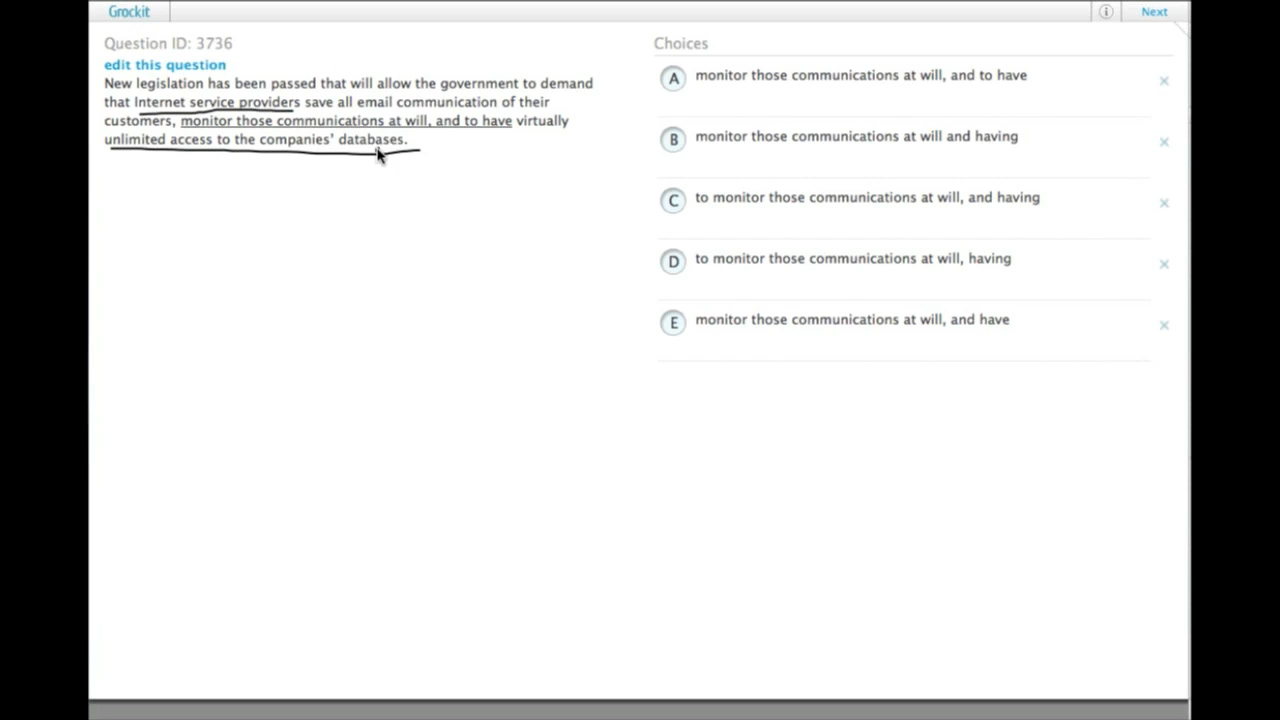 Grockit
i
Next
Question ID: 3736
edit this question
New legislation has been passed that will allow the government to demand
that Internet service providers save all email communication of their
customers, monitor those communications at will, and to have virtually
unlimited access to the companies' databases.
Choices
A monitor those communications at will, and to have
B monitor those communications at will and having
C to monitor those communications at will, and having
D to monitor those communications at will, having
E monitor those communications at will, and have